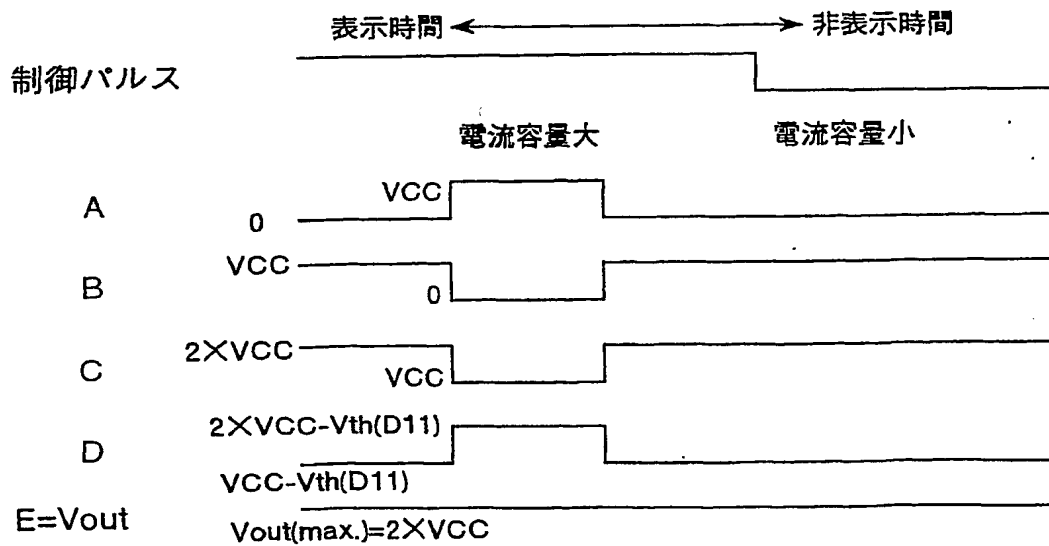 表示時間 非表示時間
制御パルス
電流容量大 電流容量小
A 0 VCC
B VCC 0
C 2×VCC VCC
D 2×VCC-Vth(D11)
VCC-Vth(D11)
E=Vout Vout(max.)=2×VCC